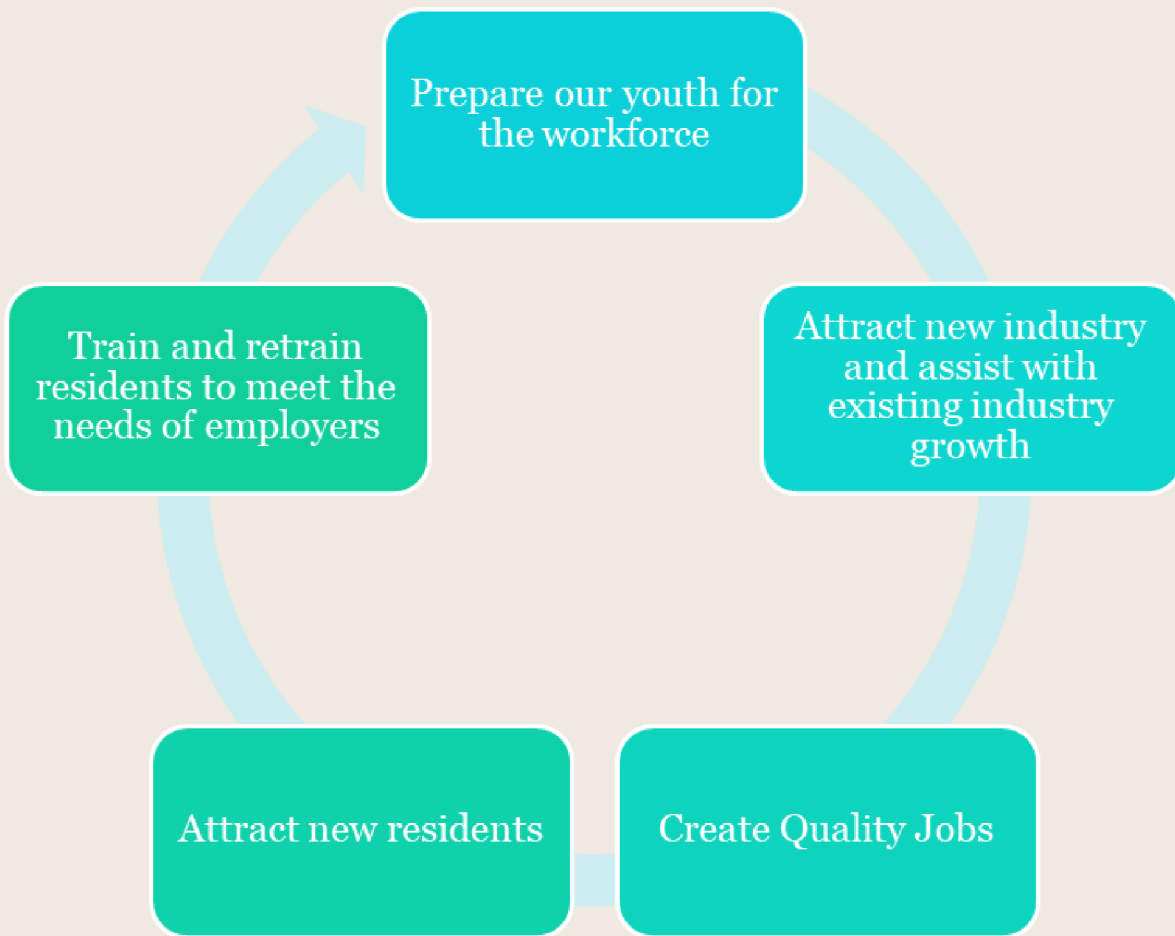 Prepare our youth for
the workforce
Attract new industry
and assist with
existing industry
growth
Create Quality Jobs
Attract new residents
Train and retrain
residents to meet the
needs of employers